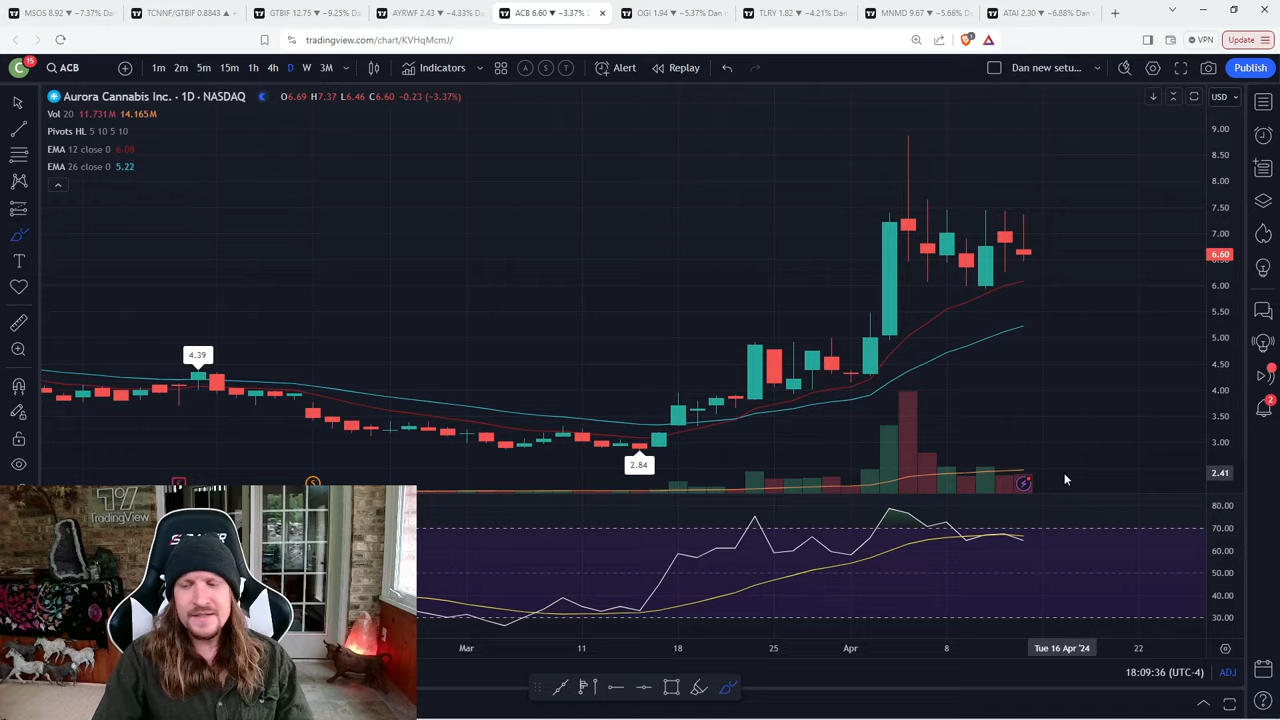 MSOS 8.92 ▼ −7.37% Dan
TCNNF/GTBIF 0.8843 ▲ +
GTBIF 12.75 ▼ −9.25% Dan
AYRWF 2.43 ▼ −4.33% Dan
ACB 6.60 ▼ −3.37% D
OGI 1.94 ▼ −5.37% Dan n
TLRY 1.82 ▼ −4.21% Dan
MNMD 9.67 ▼ −5.66% Dan
ATAI 2.30 ▼ −6.88% Dan
tradingview.com/chart/KVHqMcmJ/
VPN
Update
C
15
ACB
1m 2m 5m 15m 1h 4h D W 3M
Indicators
Alert
Replay
Dan new setu...
Publish
Aurora Cannabis Inc. · 1D · NASDAQ
O6.69 H7.37 L6.46 C6.60 −0.23 (−3.37%)
USD
Vol 20 11.731M 14.165M
Pivots HL 5 10 5 10
EMA 12 close 0 6.08
EMA 26 close 0 5.22
9.00
8.50
8.00
7.50
7.00
6.60
6.00
5.50
5.00
4.50
4.00
3.50
3.00
2.41
4.39
2.84
80.00
70.00
60.00
50.00
40.00
30.00
2
TradingView
Mar
11
18
25
Apr
8
Tue 16 Apr '24
22
18:09:36 (UTC-4)
ADJ